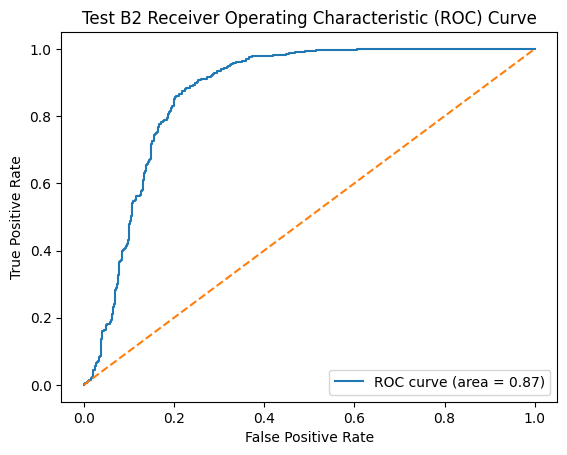 Test B2 Receiver Operating Characteristic (ROC) Curve
1.0
0.8
0.6
0.4
0.2
0.0
True Positive Rate
ROC curve (area = 0.87)
0.0 0.2 0.4 0.6 0.8 1.0
False Positive Rate